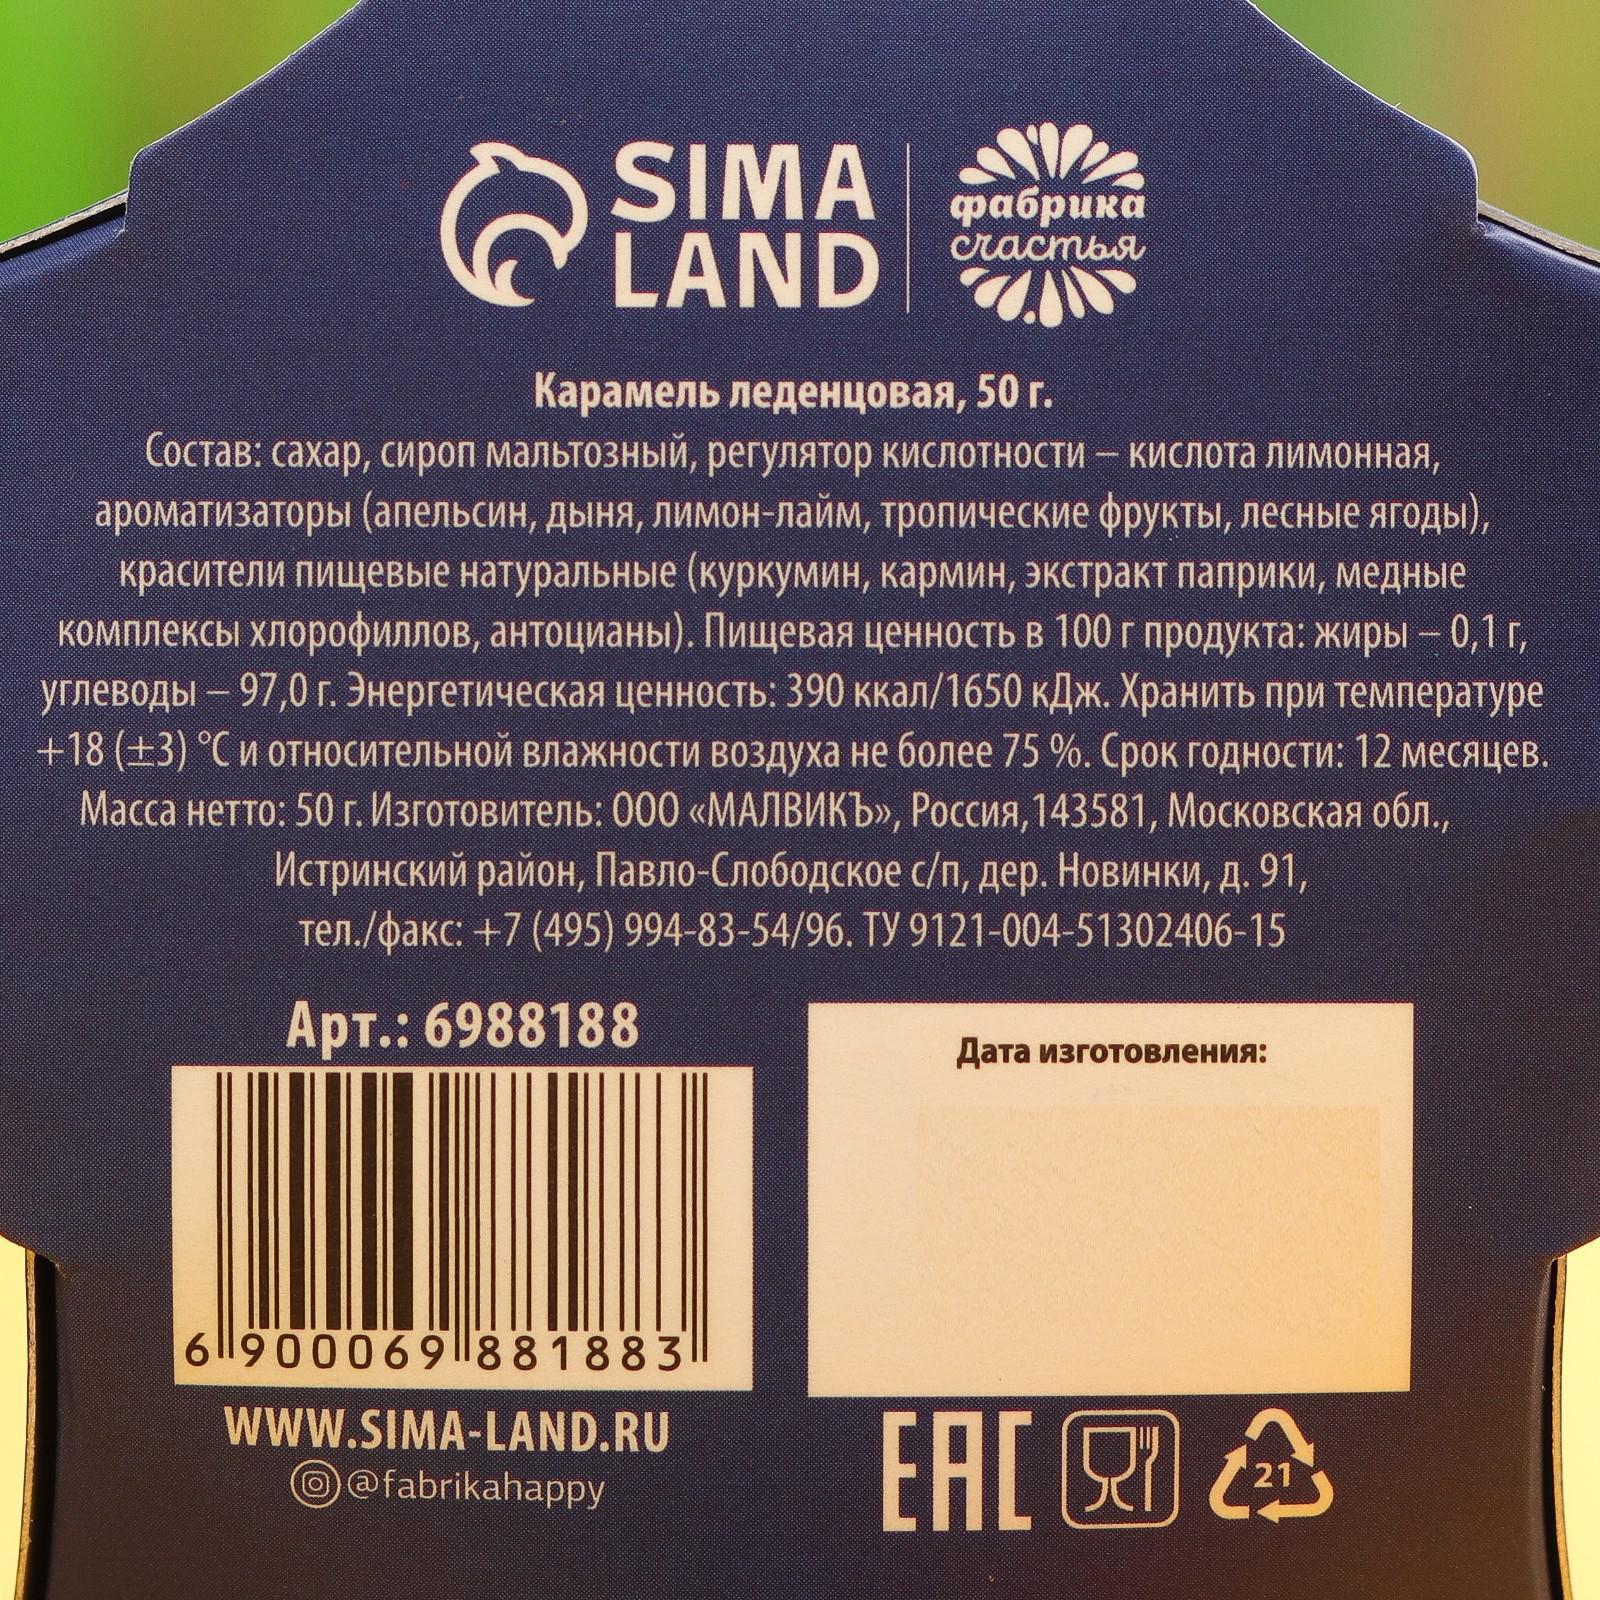 SIMA
LAND
фабрика
счастья
Карамель леденцовая, 50 г.
Состав: сахар, сироп мальтозный, регулятор кислотности – кислота лимонная,
ароматизаторы (апельсин, дыня, лимон-лайм, тропические фрукты, лесные ягоды),
красители пищевые натуральные (куркумин, кармин, экстракт паприки, медные
комплексы хлорофиллов, антоцианы). Пищевая ценность в 100 г продукта: жиры – 0,1 г,
углеводы – 97,0 г. Энергетическая ценность: 390 ккал/1650 кДж. Хранить при температуре
+18 (±3) °С и относительной влажности воздуха не более 75 %. Срок годности: 12 месяцев.
Масса нетто: 50 г. Изготовитель: ООО «МАЛВИКЪ», Россия,143581, Московская обл.,
Истринский район, Павло-Слободское с/п, дер. Новинки, д. 91,
тел./факс: +7 (495) 994-83-54/96. ТУ 9121-004-51302406-15
Арт.: 6988188
Дата изготовления:
6 900069 881883
WWW.SIMA-LAND.RU
@fabrikahappy
EAC
21